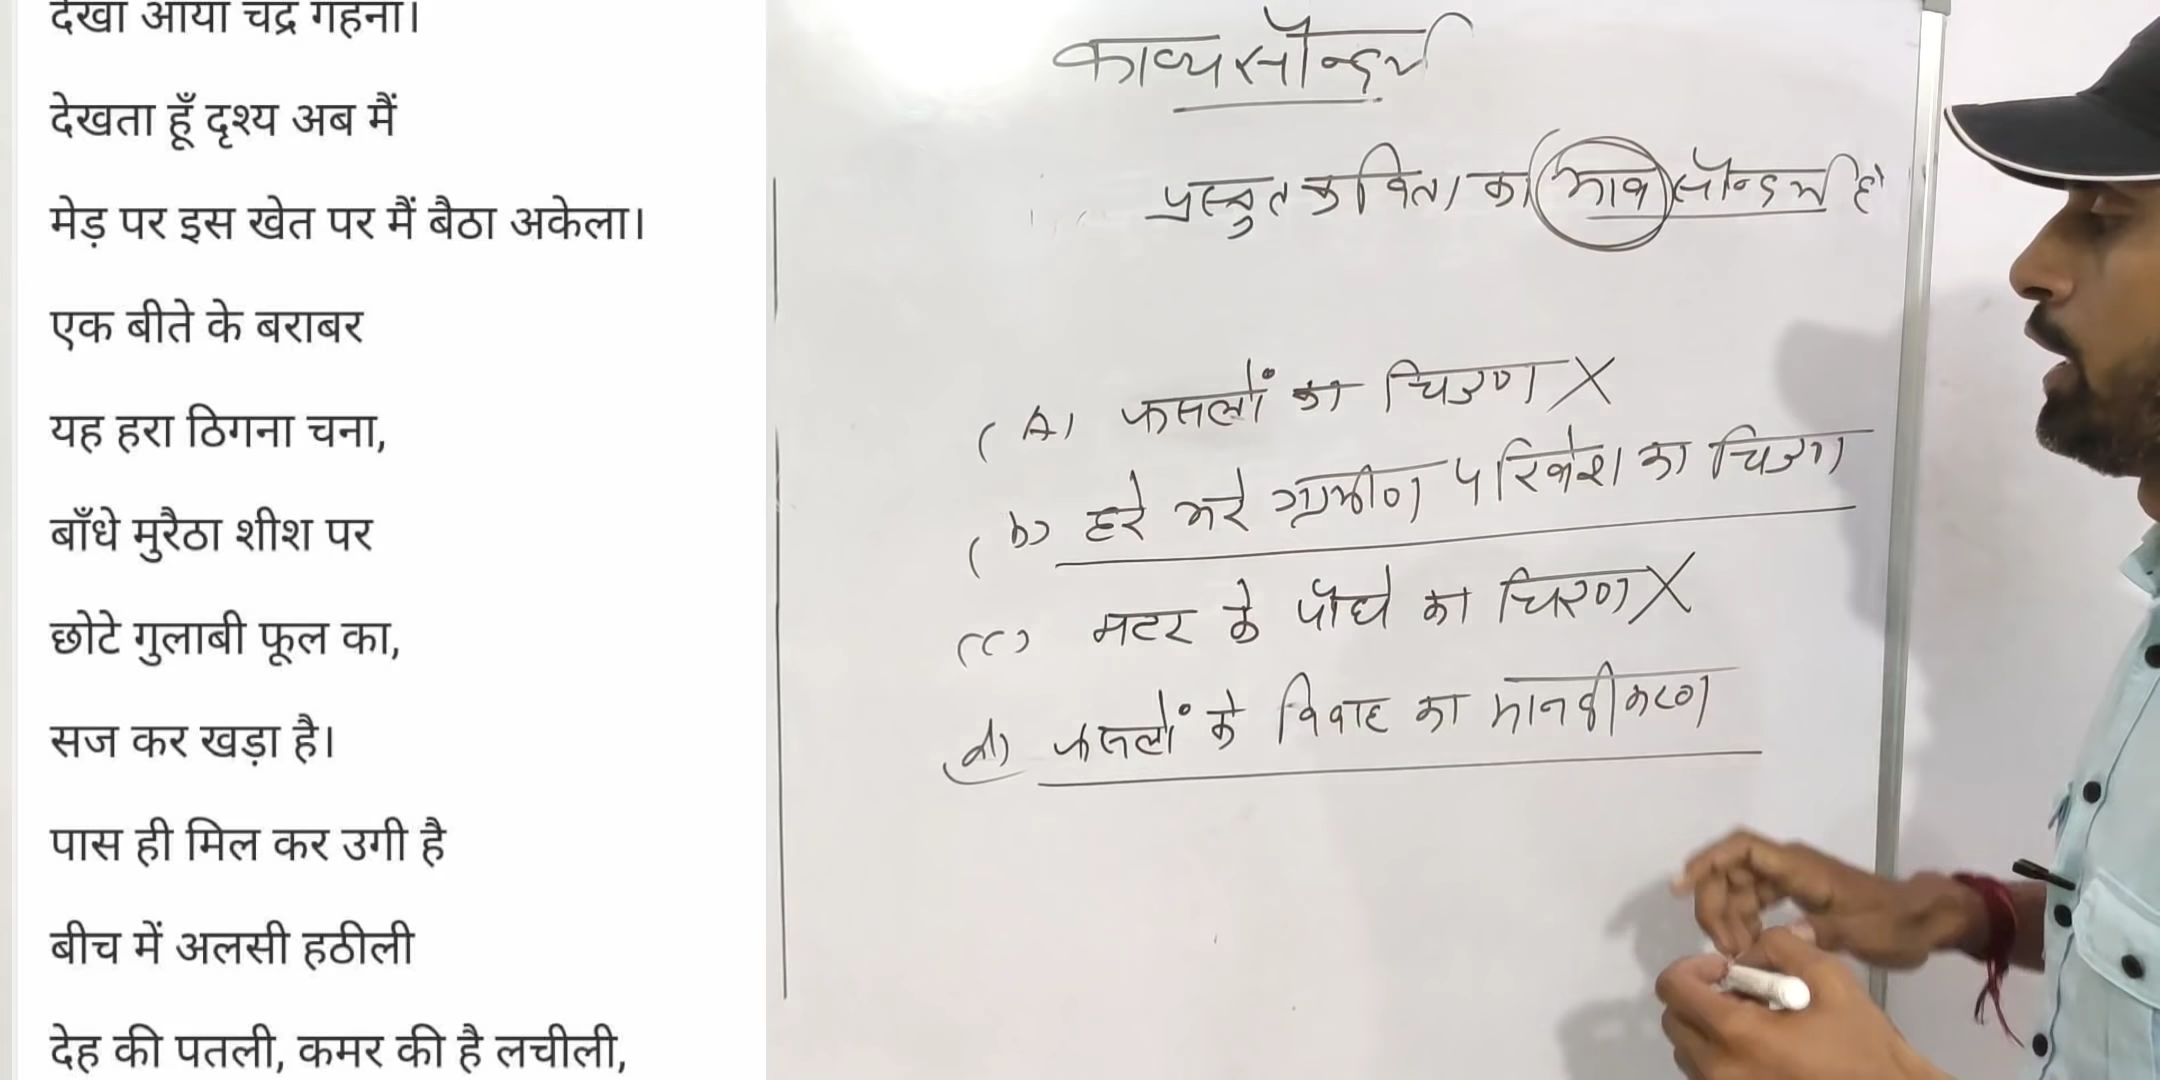 देखा आया चंद्र गहना।
देखता हूँ दृश्य अब मैं
मेड़ पर इस खेत पर मैं बैठा अकेला।
एक बीते के बराबर
यह हरा ठिगना चना,
बाँधे मुरैठा शीश पर
छोटे गुलाबी फूल का,
सज कर खड़ा है।
पास ही मिल कर उगी है
बीच में अलसी हठीली
देह की पतली, कमर की है लचीली,
काव्य सौन्दर्य
प्रस्तुत कविता का भाव सौन्दर्य है
(A) फसलों का चित्रण X
(b) हरे भरे ग्रामीण परिवेश का चित्रण
(c) मटर के पौधे का चित्रण X
(d) फसलों के विवाह का मानवीकरण